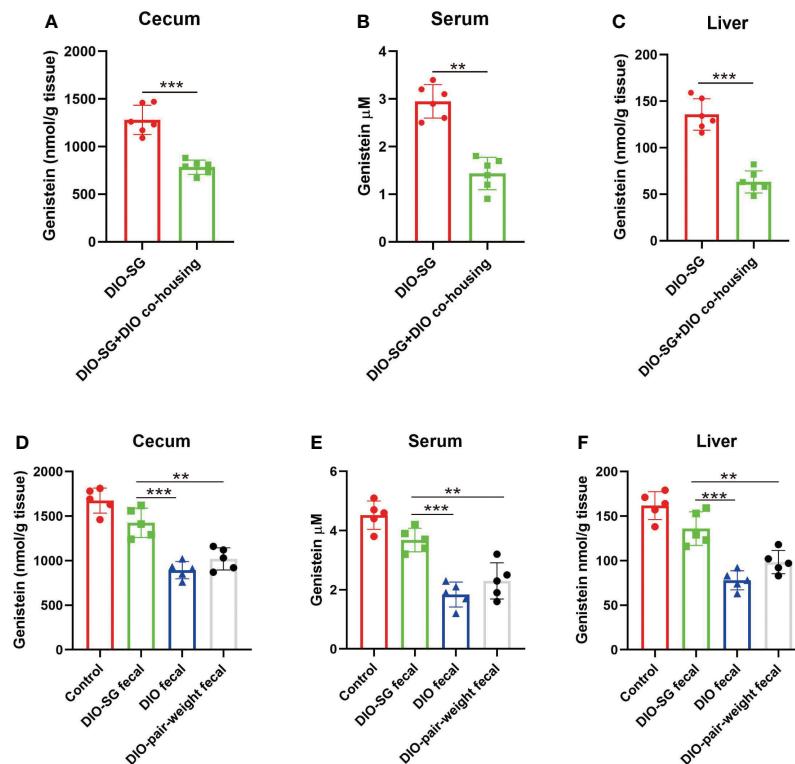 A
Cecum
Genistein (nmol/g tissue)
2000
1500
1000
500
0
***
DIO-SG
DIO-SG+DIO co-housing
B
Serum
Genistein μM
4
3
2
1
0
**
DIO-SG
DIO-SG+DIO co-housing
C
Liver
Genistein (nmol/g tissue)
200
150
100
50
0
***
DIO-SG
DIO-SG+DIO co-housing
D
Cecum
Genistein (nmol/g tissue)
2000
1500
1000
500
0
**
***
Control
DIO-SG fecal
DIO fecal
DIO-pair-weight fecal
E
Serum
Genistein μM
6
4
2
0
**
***
Control
DIO-SG fecal
DIO fecal
DIO-pair-weight fecal
F
Liver
Genistein nmol/g tissue)
200
150
100
50
0
**
***
Control
DIO-SG fecal
DIO fecal
DIO-pair-weight fecal